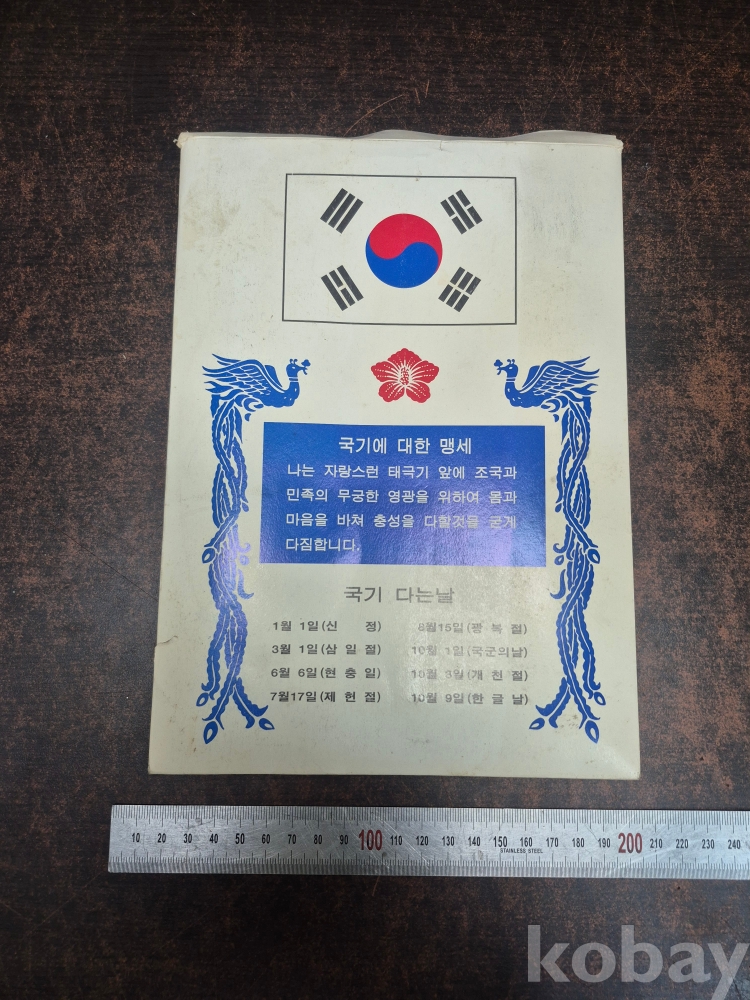 국기에 대한 맹세
나는 자랑스런 태극기 앞에 조국과
민족의 무궁한 영광을 위하여 몸과
마음을 바쳐 충성을 다할것을 굳게
다짐합니다.
국기 다는날
1월 1일(신 정) 8월15일(광 복 절)
3월 1일(삼 일 절) 10월 1일(국군의날)
6월 6일(현 충 일) 10월 3일(개 천 절)
7월17일(제 헌 절) 10월 9일(한 글 날)
10 20 30 40 50 60 70 80 90 100 110 120 130 140 150 160 170 180 190 200 210 220 230 240
STAINLESS STEEL
kobay